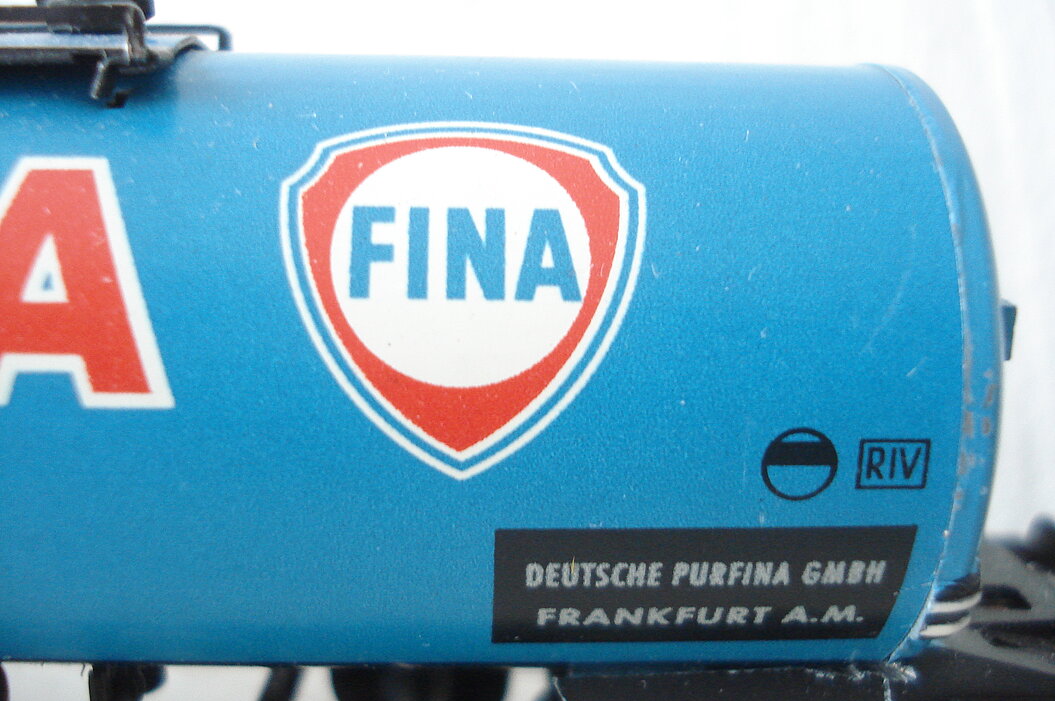 A
FINA
RIV
DEUTSCHE PURFINA GMBH
FRANKFURT A.M.